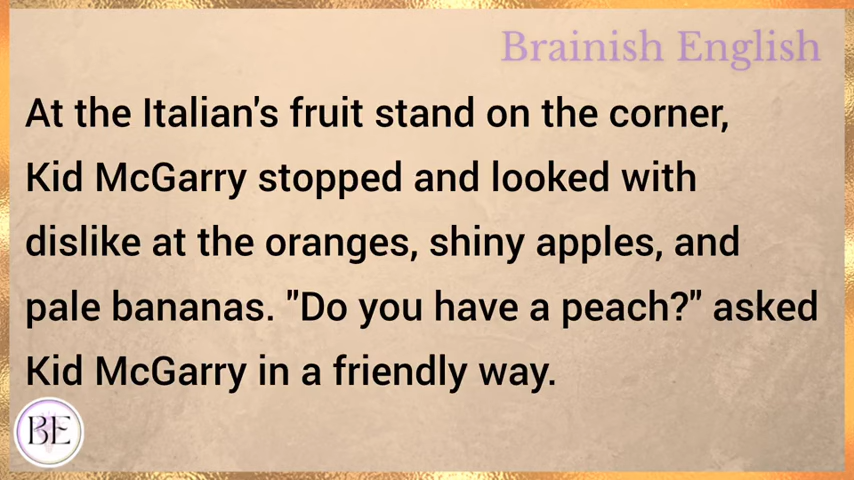 Brainish English
At the Italian's fruit stand on the corner,
Kid McGarry stopped and looked with
dislike at the oranges, shiny apples, and
pale bananas. "Do you have a peach?" asked
Kid McGarry in a friendly way.
BE